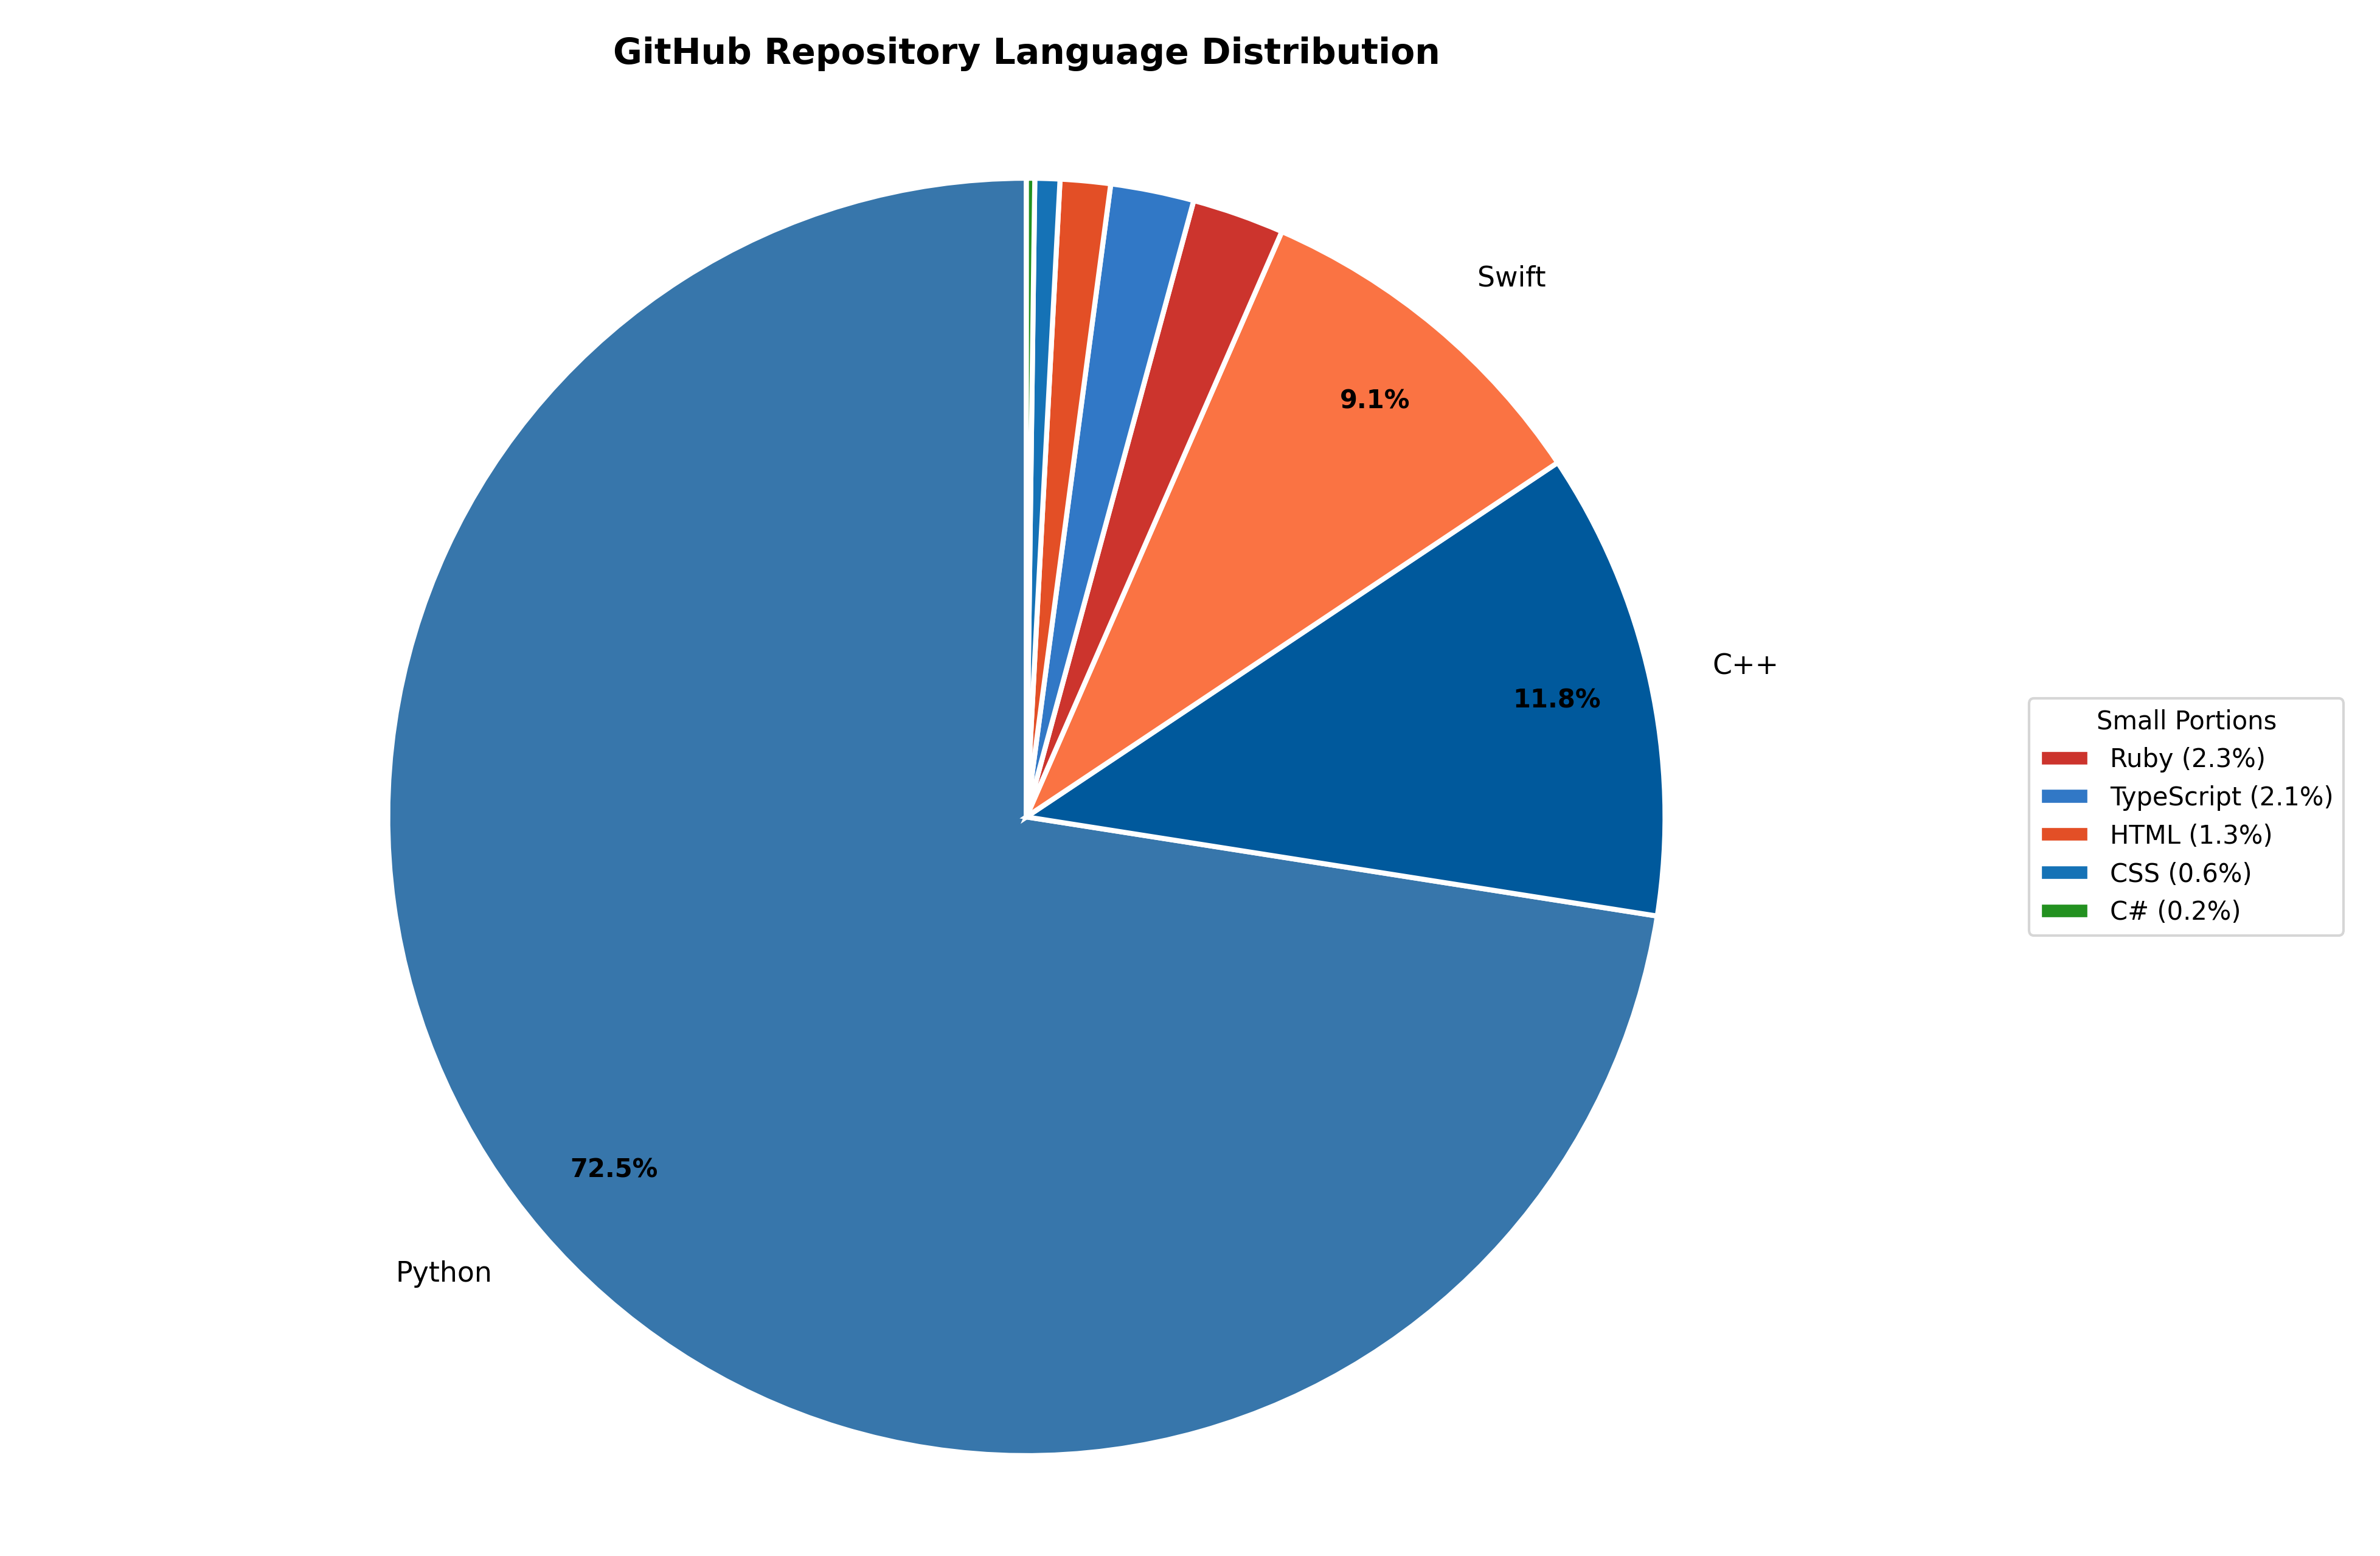 GitHub Repository Language Distribution
Swift
9.1%
C++
11.8%
Small Portions
Ruby (2.3%)
TypeScript (2.1%)
HTML (1.3%)
CSS (0.6%)
C# (0.2%)
72.5%
Python